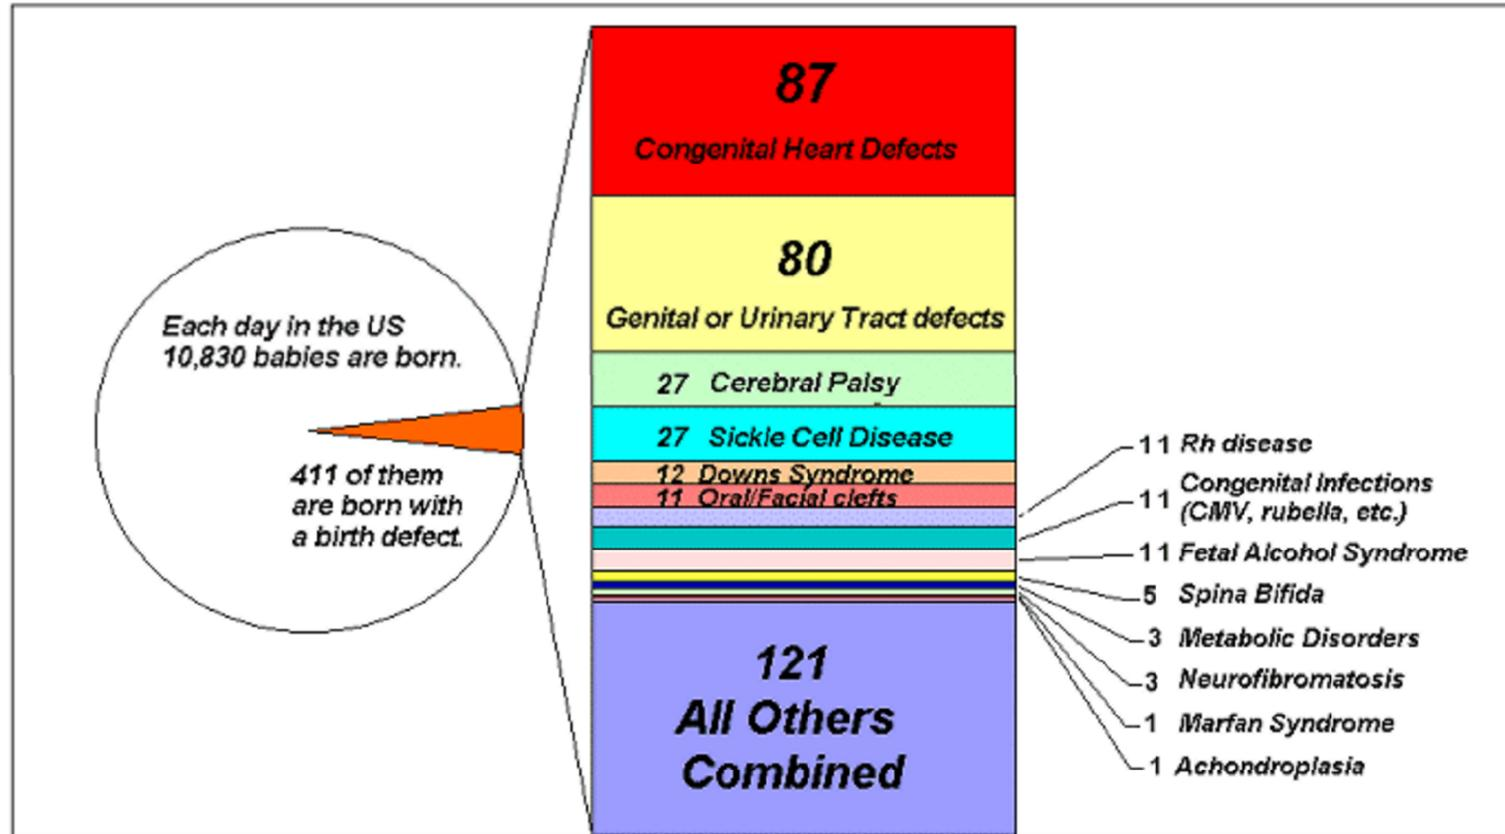 Each day in the US
10,830 babies are born.
411 of them
are born with
a birth defect.
87
Congenital Heart Defects
80
Genital or Urinary Tract defects
27 Cerebral Palsy
27 Sickle Cell Disease
12 Downs Syndrome
11 Oral/Facial clefts
11 Rh disease
11 Congenital Infections
(CMV, rubella, etc.)
11 Fetal Alcohol Syndrome
5 Spina Bifida
3 Metabolic Disorders
3 Neurofibromatosis
1 Marfan Syndrome
1 Achondroplasia
121
All Others
Combined